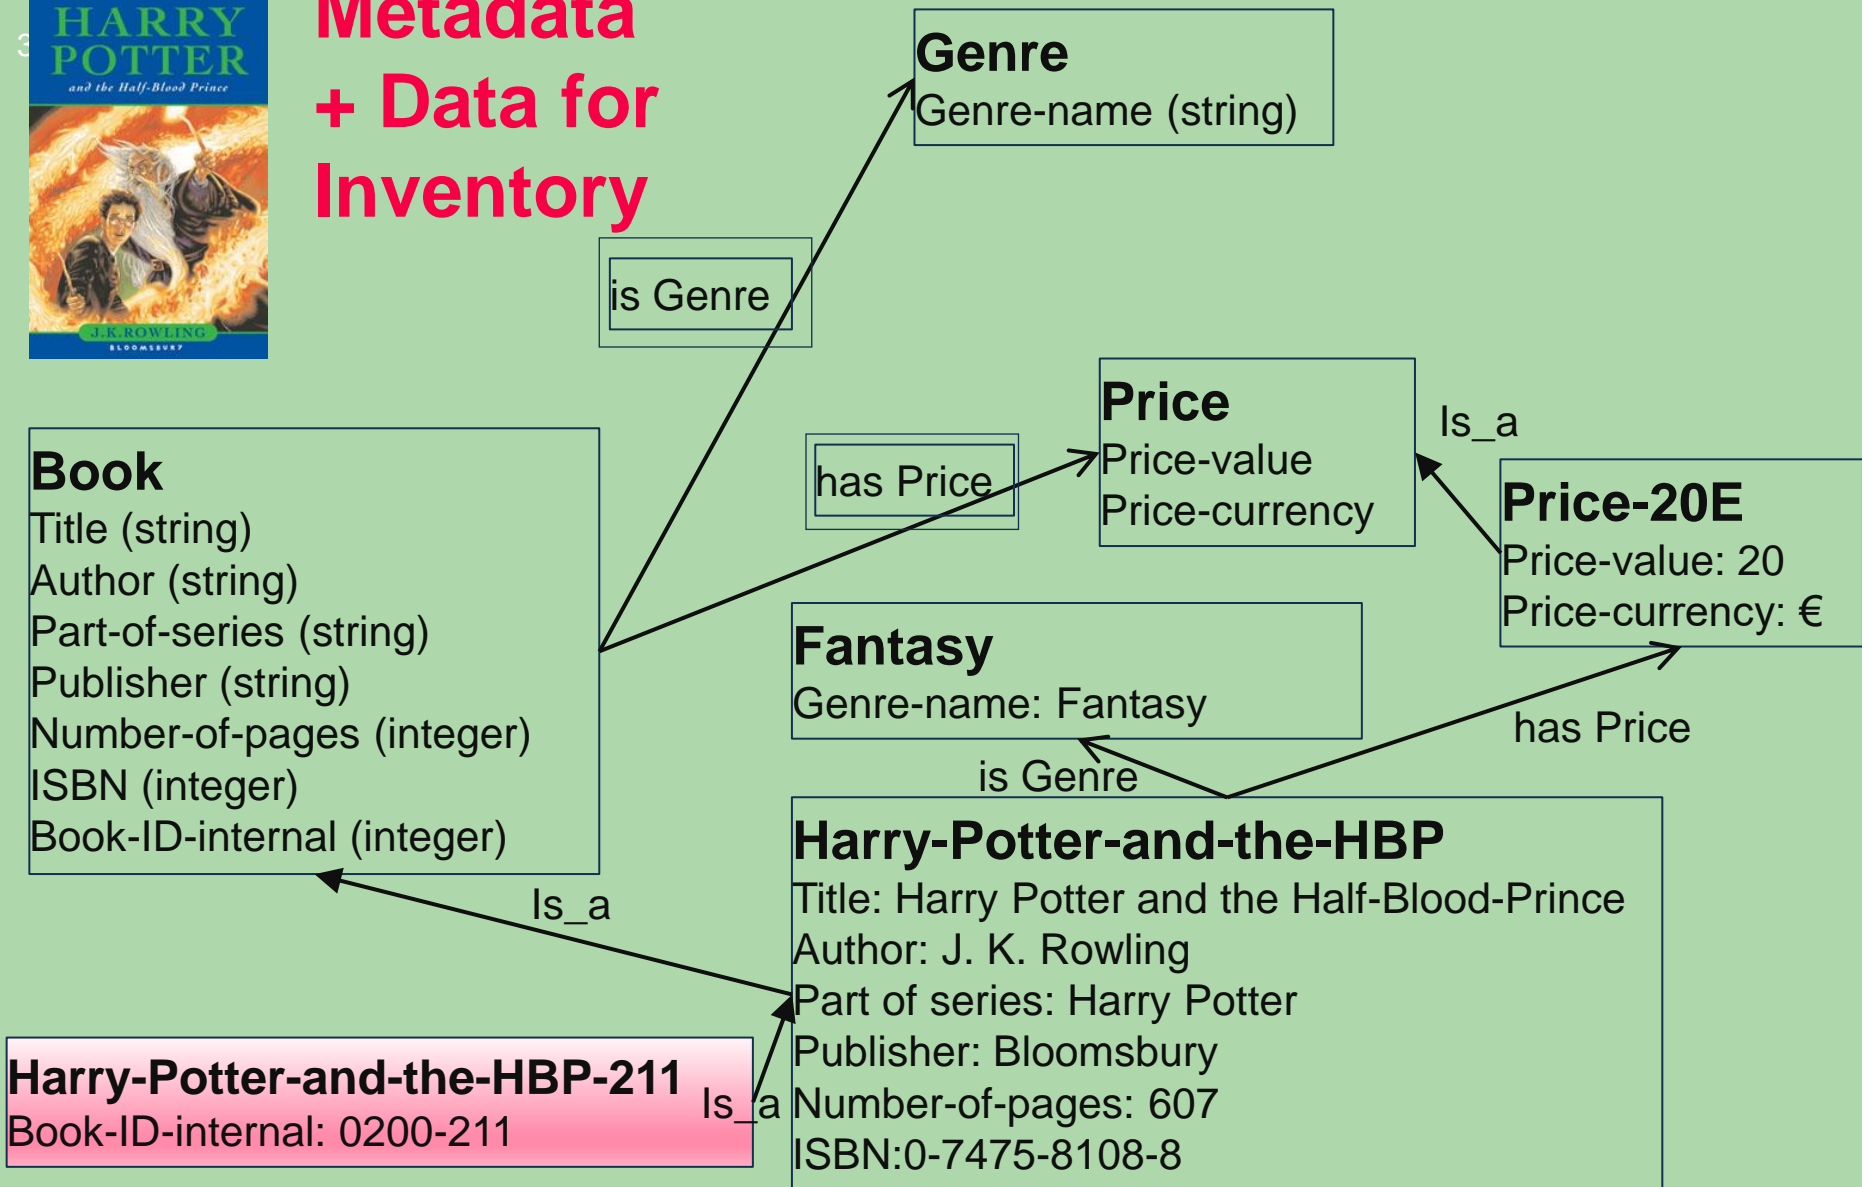 3
HARRY
POTTER
and the Half-Blood Prince
J.K.ROWLING
BLOOMSBURY
Metadata
+ Data for
Inventory
Genre
Genre-name (string)
is Genre
Price
Price-value
Price-currency
Is_a
has Price
Price-20E
Price-value: 20
Price-currency: €
Book
Title (string)
Author (string)
Part-of-series (string)
Publisher (string)
Number-of-pages (integer)
ISBN (integer)
Book-ID-internal (integer)
Fantasy
Genre-name: Fantasy
has Price
is Genre
Is_a
Harry-Potter-and-the-HBP
Title: Harry Potter and the Half-Blood-Prince
Author: J. K. Rowling
Part of series: Harry Potter
Publisher: Bloomsbury
Number-of-pages: 607
ISBN:0-7475-8108-8
Harry-Potter-and-the-HBP-211
Book-ID-internal: 0200-211
Is_a